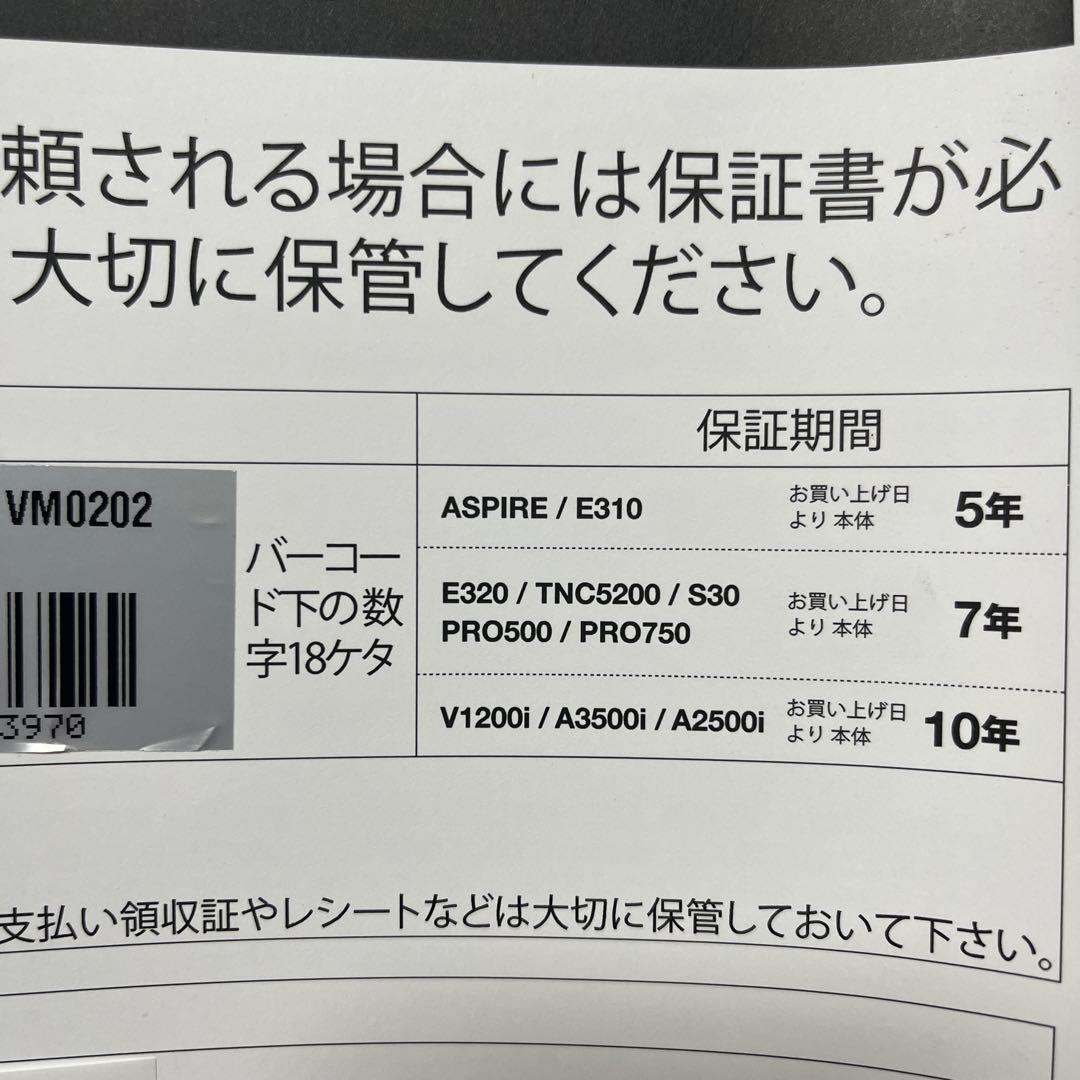 頼される場合には保証書が必
大切に保管してください。
保証期間
VM0202
3970
バーコー
ド下の数
字18ケタ
ASPIRE / E310
お買い上げ日
より 本体
5年
E320 / TNC5200 / S30
PRO500 / PRO750
お買い上げ日
より 本体
7年
V1200i / A3500i / A2500i
お買い上げ日
より 本体
10年
支払い領収証やレシートなどは大切に保管しておいて下さい。